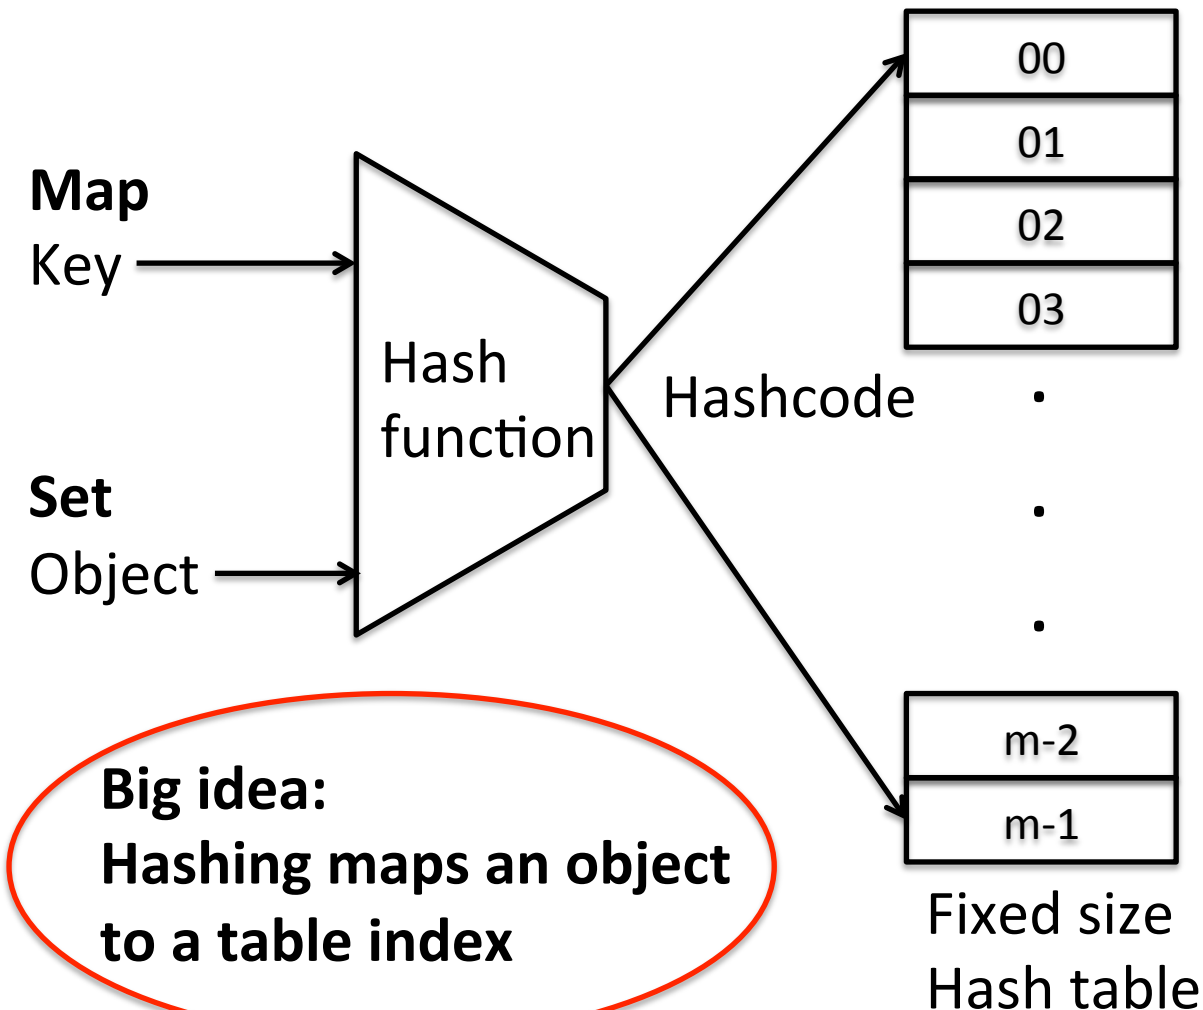 Map
Key
Set
Object
Hash
function
Hashcode
00
01
02
03
.
.
.
m-2
m-1
Fixed size
Hash table
Big idea:
Hashing maps an object
to a table index